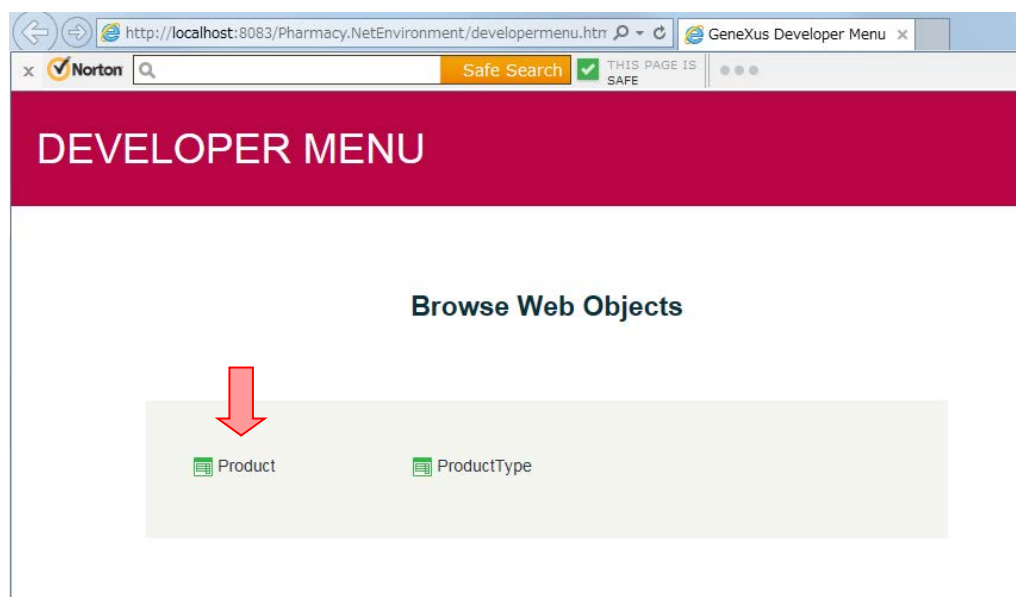 http://localhost:8083/Pharmacy.NetEnvironment/developermenu.htm
GeneXus Developer Menu ×
x Norton Safe Search THIS PAGE IS
SAFE
DEVELOPER MENU
Browse Web Objects
Product ProductType